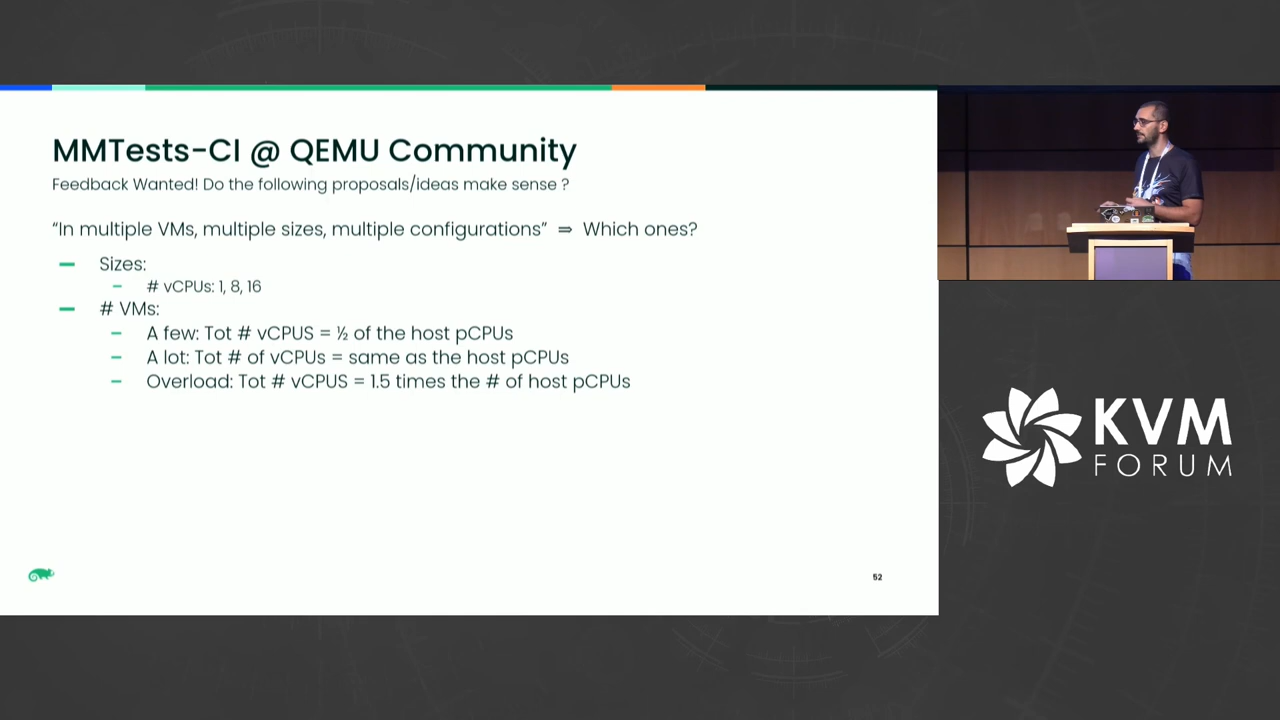 MMTests-CI @ QEMU Community
Feedback Wanted! Do the following proposals/ideas make sense ?
“In multiple VMs, multiple sizes, multiple configurations” ⇒ Which ones?
– Sizes:
– # vCPUs: 1, 8, 16
– # VMs:
– A few: Tot # vCPUS = ½ of the host pCPUs
– A lot: Tot # of vCPUs = same as the host pCPUs
– Overload: Tot # vCPUS = 1.5 times the # of host pCPUs
52
KVM
FORUM